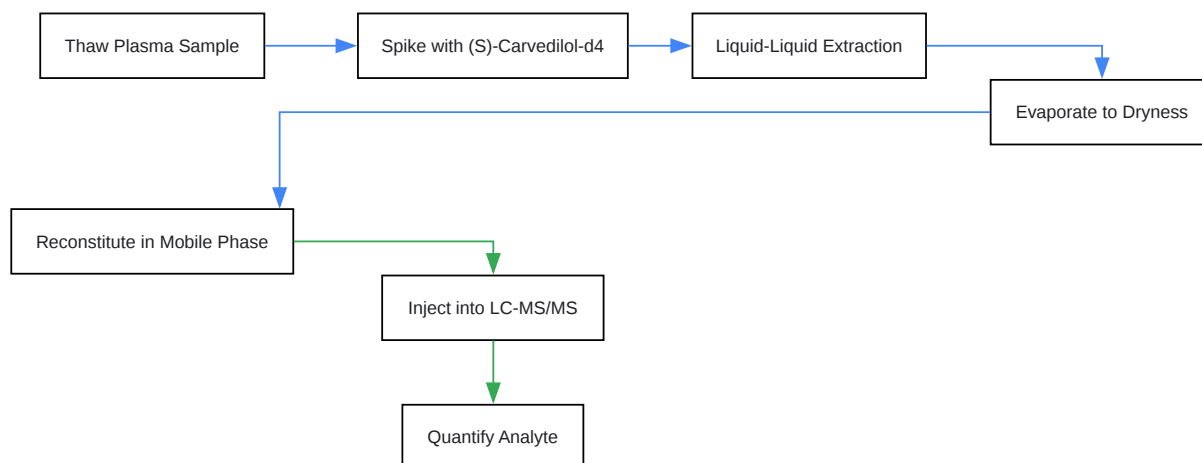 Thaw Plasma Sample
Spike with (S)-Carvedilol-d4
Liquid-Liquid Extraction
Evaporate to Dryness
Reconstitute in Mobile Phase
Inject into LC-MS/MS
Quantify Analyte